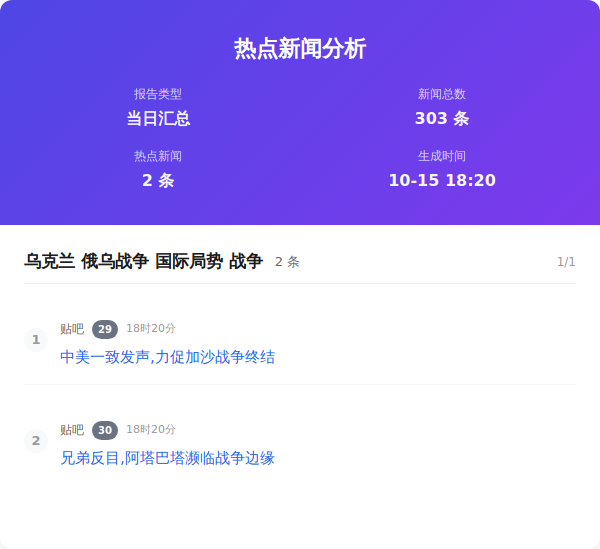 热点新闻分析
报告类型
新闻总数
当日汇总
303 条
热点新闻
生成时间
2 条
10-15 18:20
乌克兰 俄乌战争 国际局势 战争 2 条 1/1
贴吧 29 18时20分
1
中美一致发声,力促加沙战争终结
贴吧 30 18时20分
2
兄弟反目,阿塔巴塔濒临战争边缘